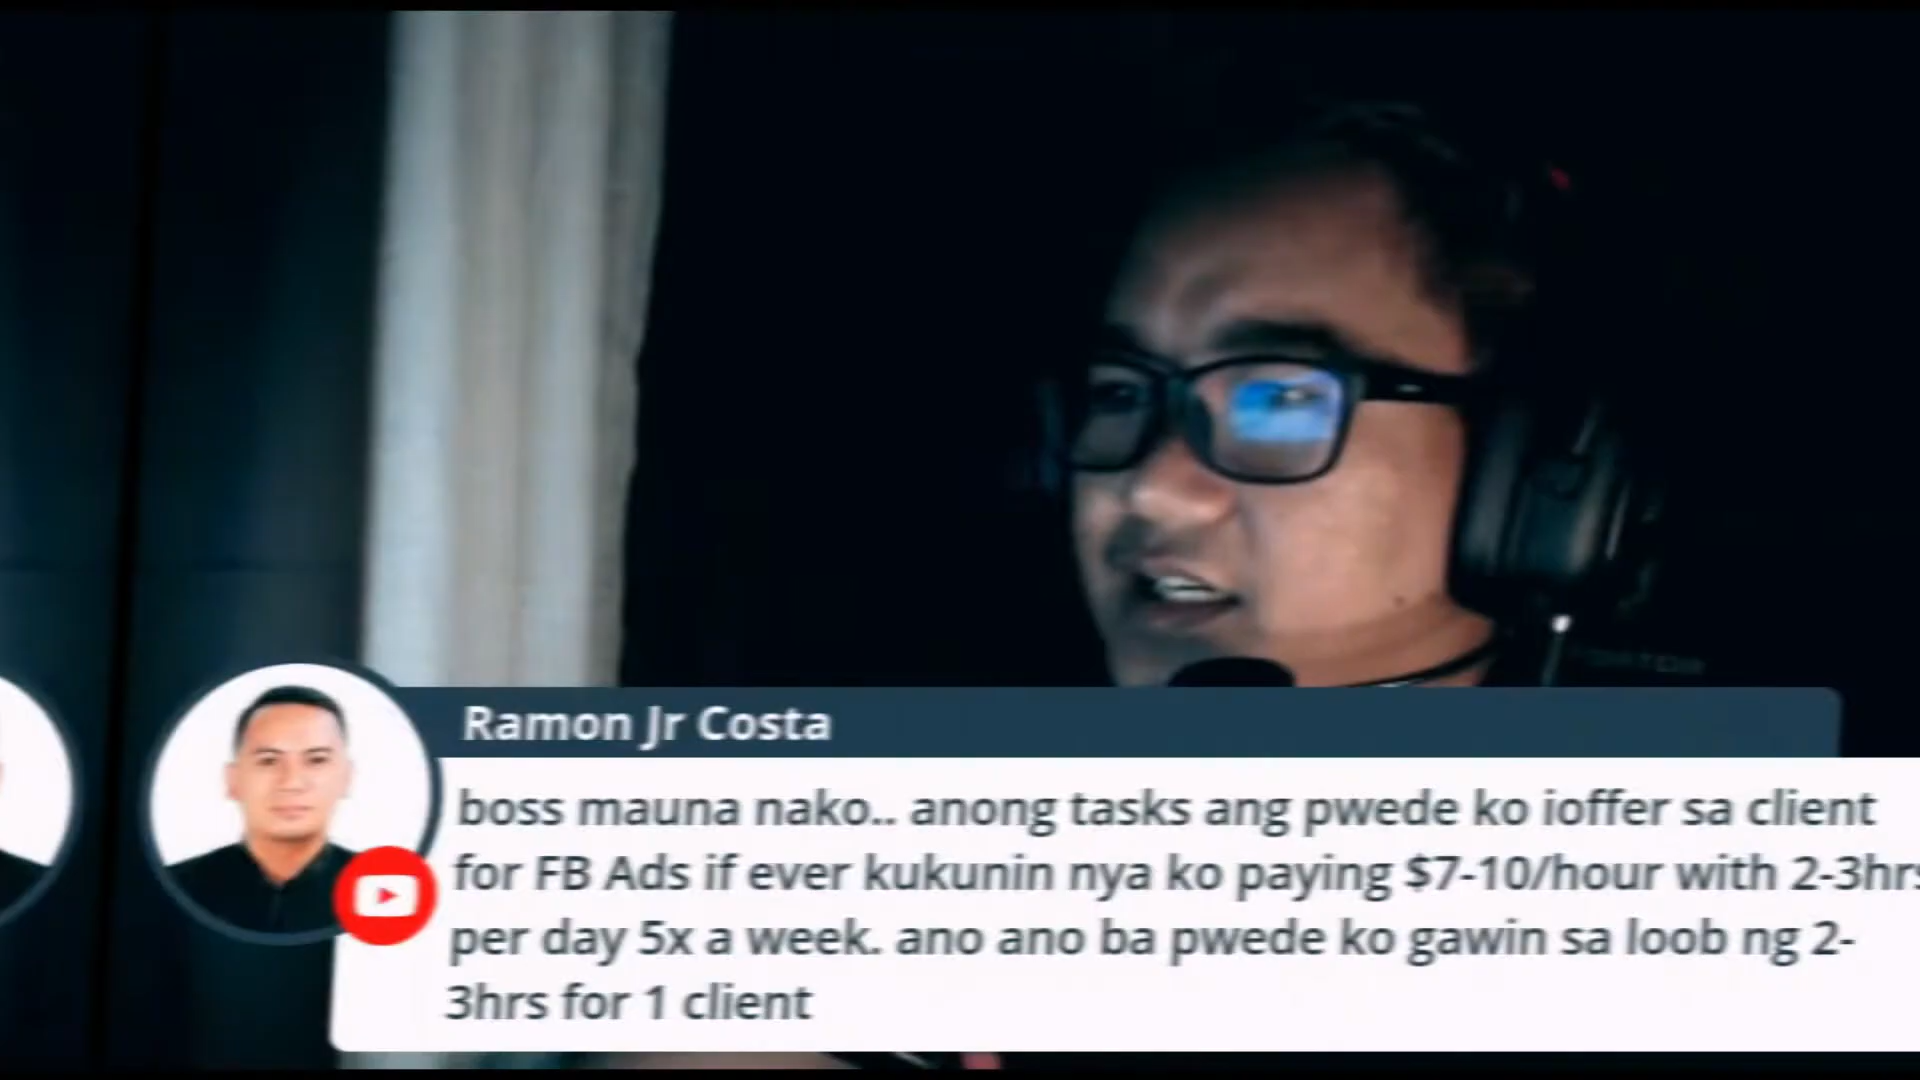 Ramon Jr Costa
boss mauna nako.. anong tasks ang pwede ko ioffer sa client
for FB Ads if ever kukunin nya ko paying $7-10/hour with 2-3hrs
per day 5x a week. ano ano ba pwede ko gawin sa loob ng 2-
3hrs for 1 client